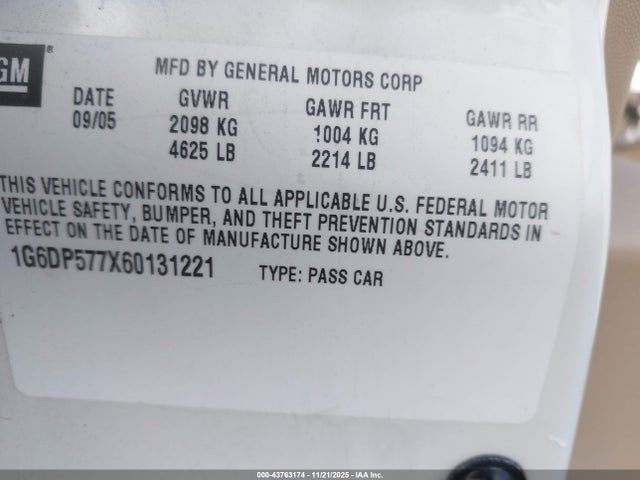 GM®
MFD BY GENERAL MOTORS CORP
DATE GVWR GAWR FRT GAWR RR
09/05 2098 KG 1004 KG 1094 KG
4625 LB 2214 LB 2411 LB
THIS VEHICLE CONFORMS TO ALL APPLICABLE U.S. FEDERAL MOTOR
VEHICLE SAFETY, BUMPER, AND THEFT PREVENTION STANDARDS IN
EFFECT ON THE DATE OF MANUFACTURE SHOWN ABOVE.
1G6DP577X60131221 TYPE: PASS CAR
000-43763174 - 11/21/2025 - IAA Inc.